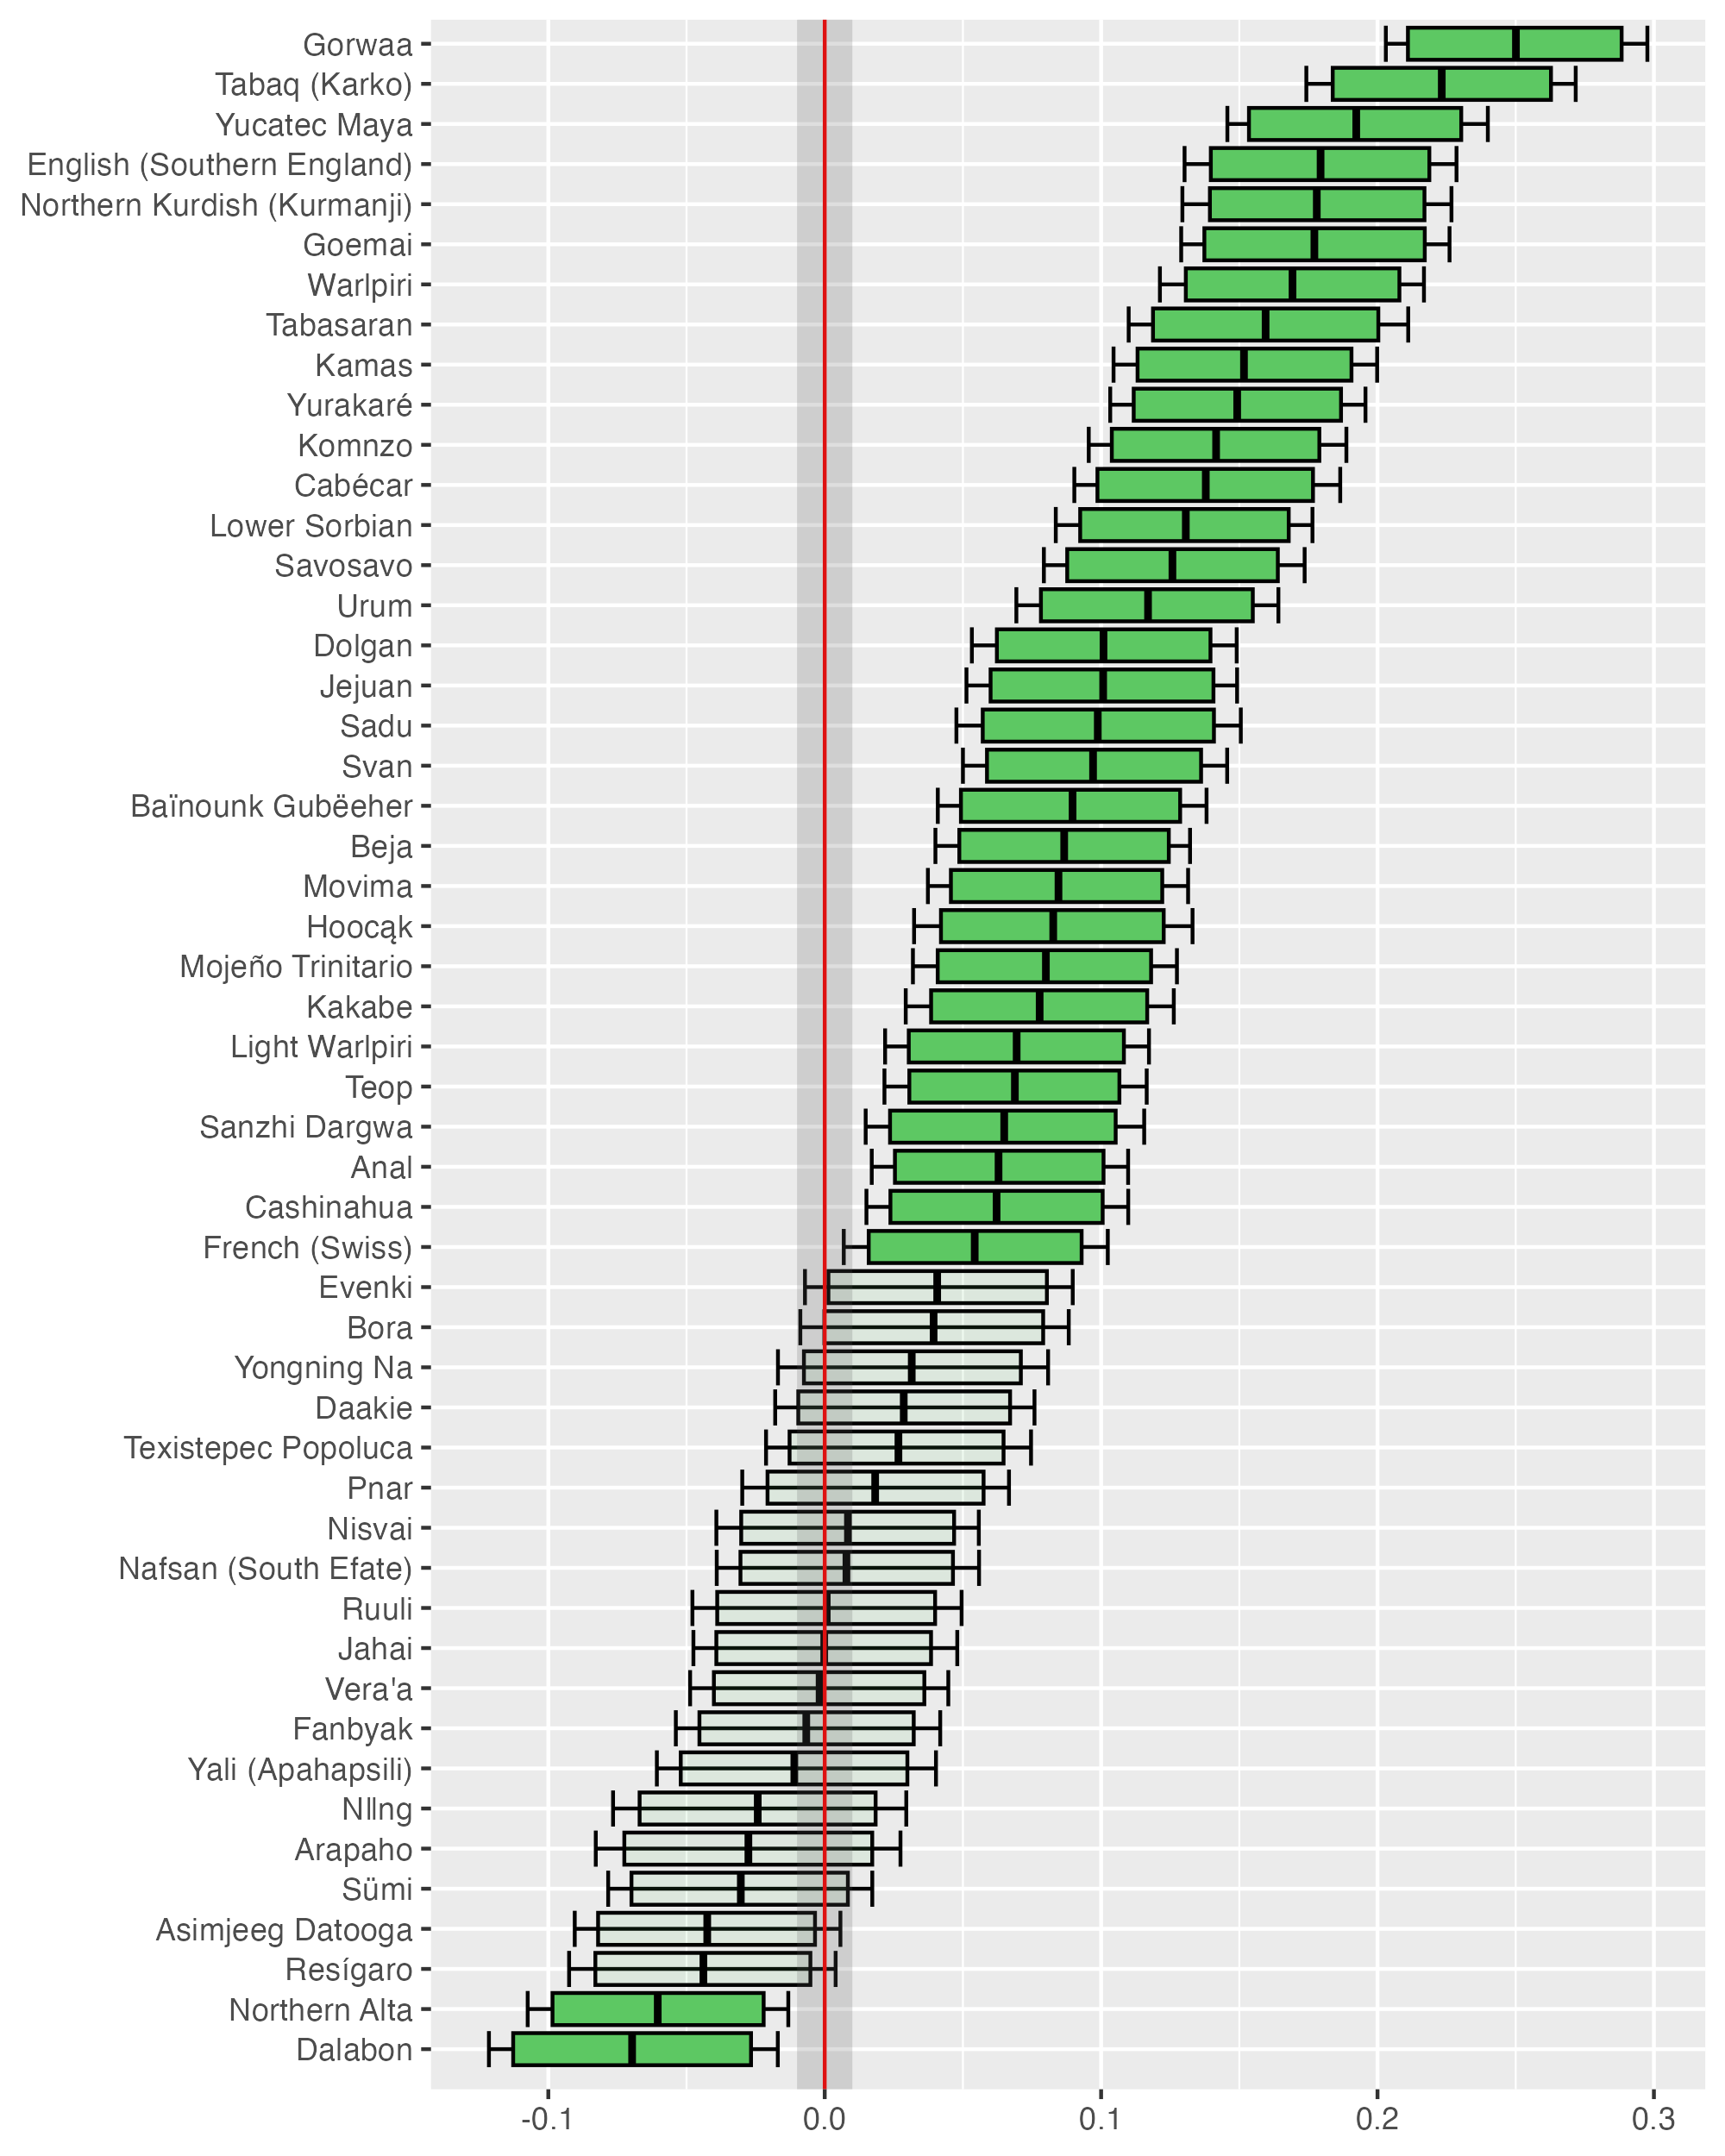 Gorwaa
Tabaq (Karko)
Yucatec Maya
English (Southern England)
Northern Kurdish (Kurmanji)
Goemai
Warlpiri
Tabasaran
Kamas
Yurakaré
Komnzo
Cabécar
Lower Sorbian
Savosavo
Urum
Dolgan
Jejuan
Sadu
Svan
Baïnounk Gubëeher
Beja
Movima
Hoocąk
Mojeño Trinitario
Kakabe
Light Warlpiri
Teop
Sanzhi Dargwa
Anal
Cashinahua
French (Swiss)
Evenki
Bora
Yongning Na
Daakie
Texistepec Popoluca
Pnar
Nisvai
Nafsan (South Efate)
Ruuli
Jahai
Vera'a
Fanbyak
Yali (Apahapsili)
Nǁng
Arapaho
Sümi
Asimjeeg Datooga
Resígaro
Northern Alta
Dalabon
-0.1 0.0 0.1 0.2 0.3